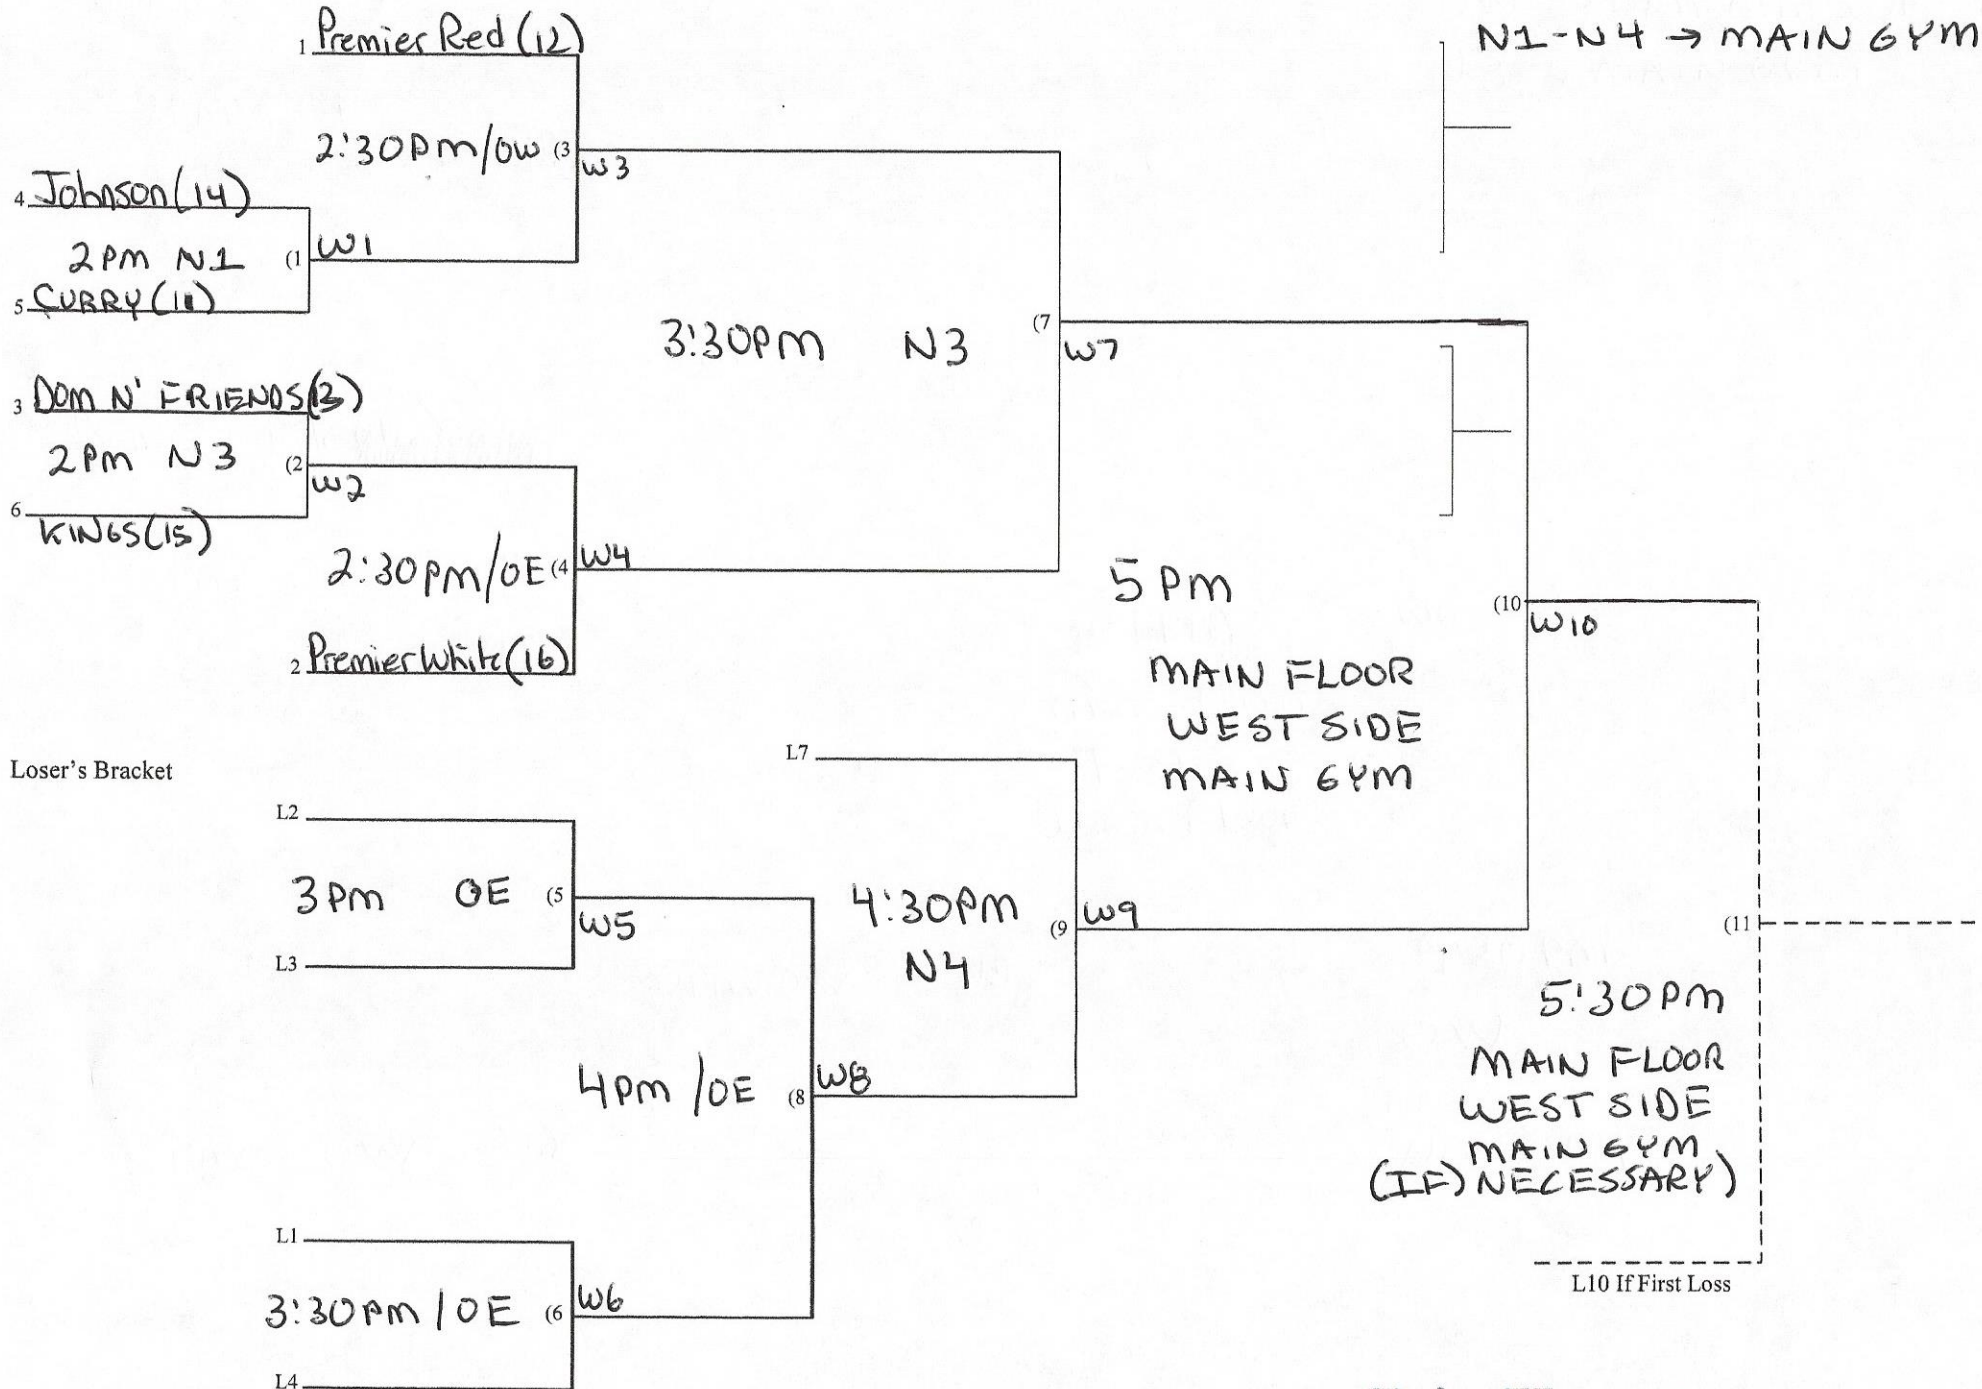 N1-N4 → MAIN GYM
1 Premier Red (12)
2:30pm/OW (3
W3
4 Johnson (14)
2pm N1 (1
W1
5 CURRY (11)
3:30pm N3 (7
W7
3 DOM N' FRIENDS (13)
2pm N3 (2
W2
6 KINGS (15)
2:30pm/OE (4
W4
2 Premier White (16)
5 Pm
MAIN FLOOR
WEST SIDE
MAIN GYM
(10
W10
Loser's Bracket
L7
L2
3pm OE (5
W5
L3
4:30pm (9
N4
W9
4pm /OE (8
W8
(11
5:30pm
MAIN FLOOR
WEST SIDE
MAIN GYM
(IF) NECESSARY)
L1
3:30pm / OE (6
W6
L4
L10 If First Loss